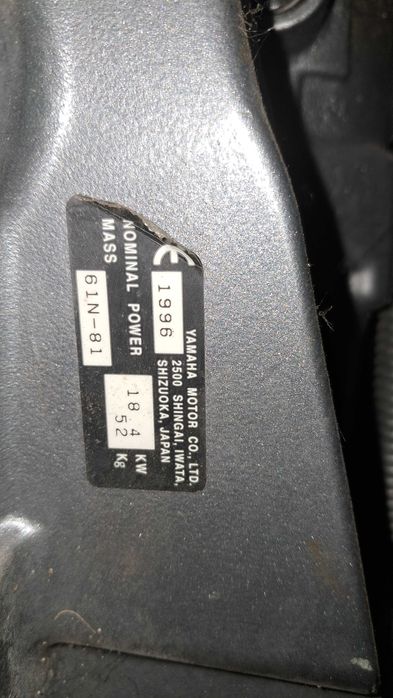 CE
1996
YAMAHA MOTOR CO., LTD.
2500 SHINGAI, IWATA,
SHIZUOKA, JAPAN
NOMINAL POWER 18.4 KW
MASS 52 Kg
61N-81